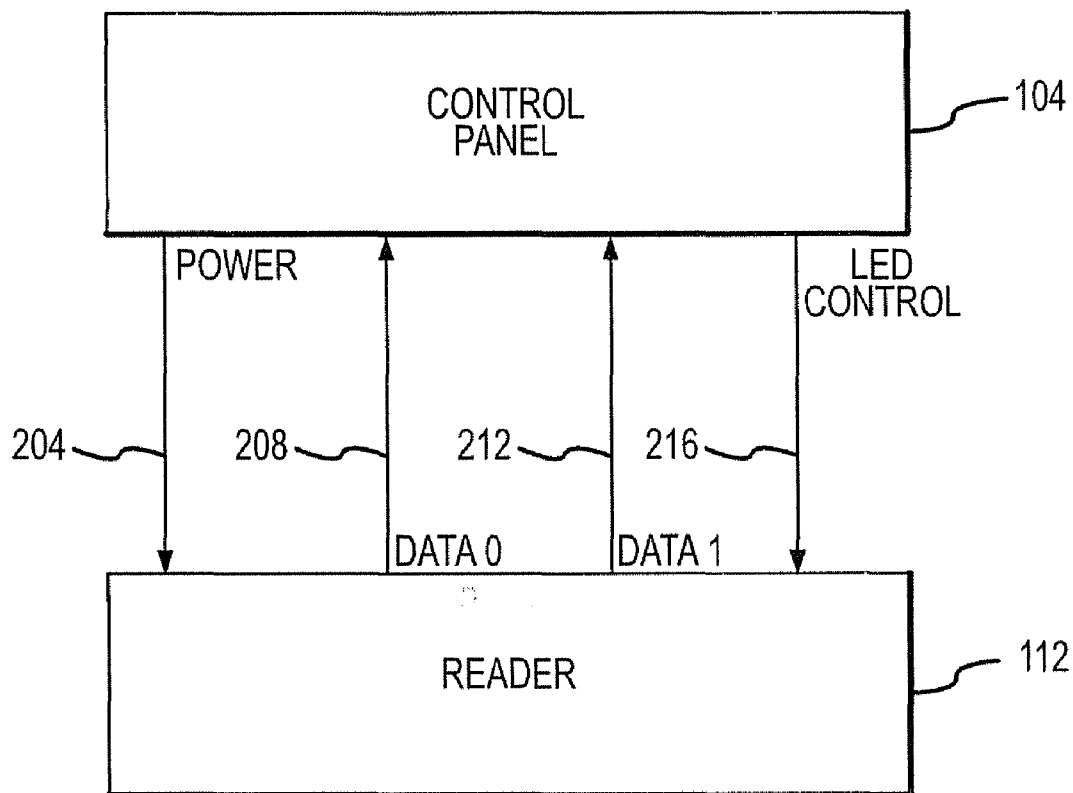 CONTROL
PANEL
104
POWER
LED
CONTROL
204
208
212
216
DATA 0
DATA 1
READER
112